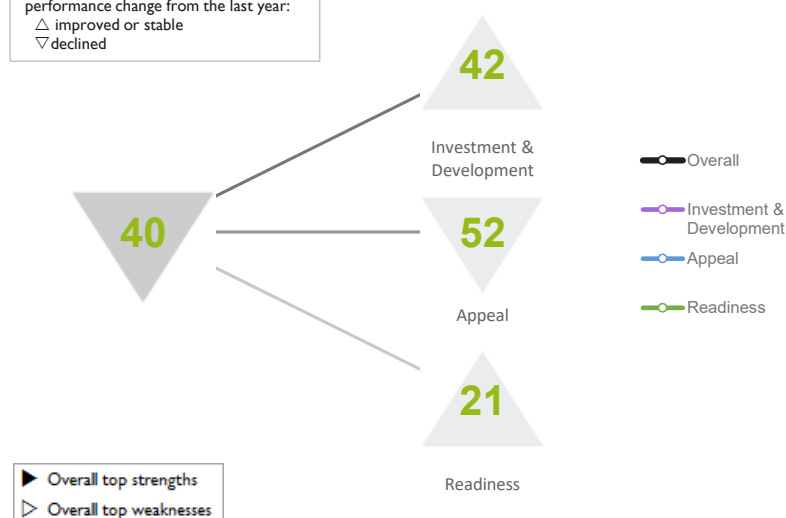 performance change from the last year:
△ improved or stable
▽ declined
42
Investment &
Development
40
52
Appeal
21
Readiness
Overall
Investment &
Development
Appeal
Readiness
▶ Overall top strengths
▷ Overall top weaknesses